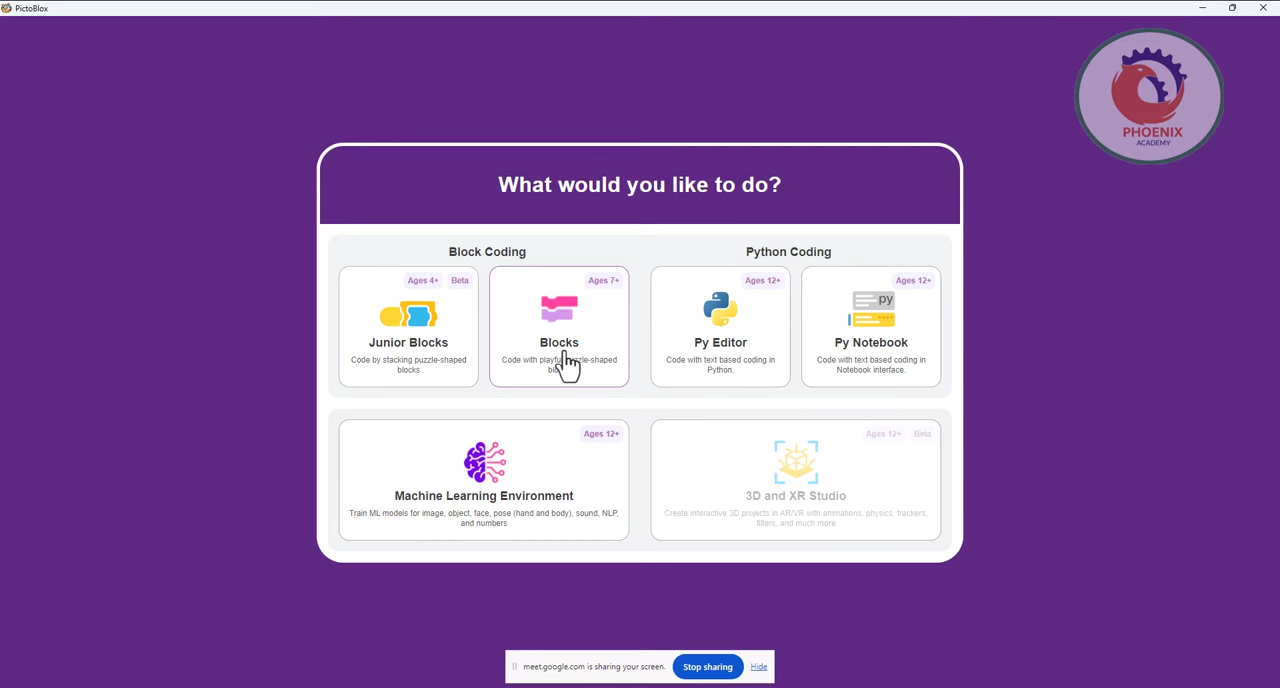 PictoBlox
PHOENIX
ACADEMY
What would you like to do?
Block Coding
Python Coding
Ages 4+ Beta
Junior Blocks
Code by stacking puzzle-shaped
blocks
Ages 7+
Blocks
Code with playful
-shaped
Ages 12+
Py Editor
Code with text based coding in
Python.
Ages 12+
py
Py Notebook
Code with text based coding in
Notebook interface.
Ages 12+
Machine Learning Environment
Train ML models for image, object, face, pose (hand and body), sound, NLP,
and numbers
Ages 12+ Beta
3D and XR Studio
Create interactive 3D projects in AR/VR with animations, physics, trackers,
filters, and much more
meet.google.com is sharing your screen.
Stop sharing
Hide